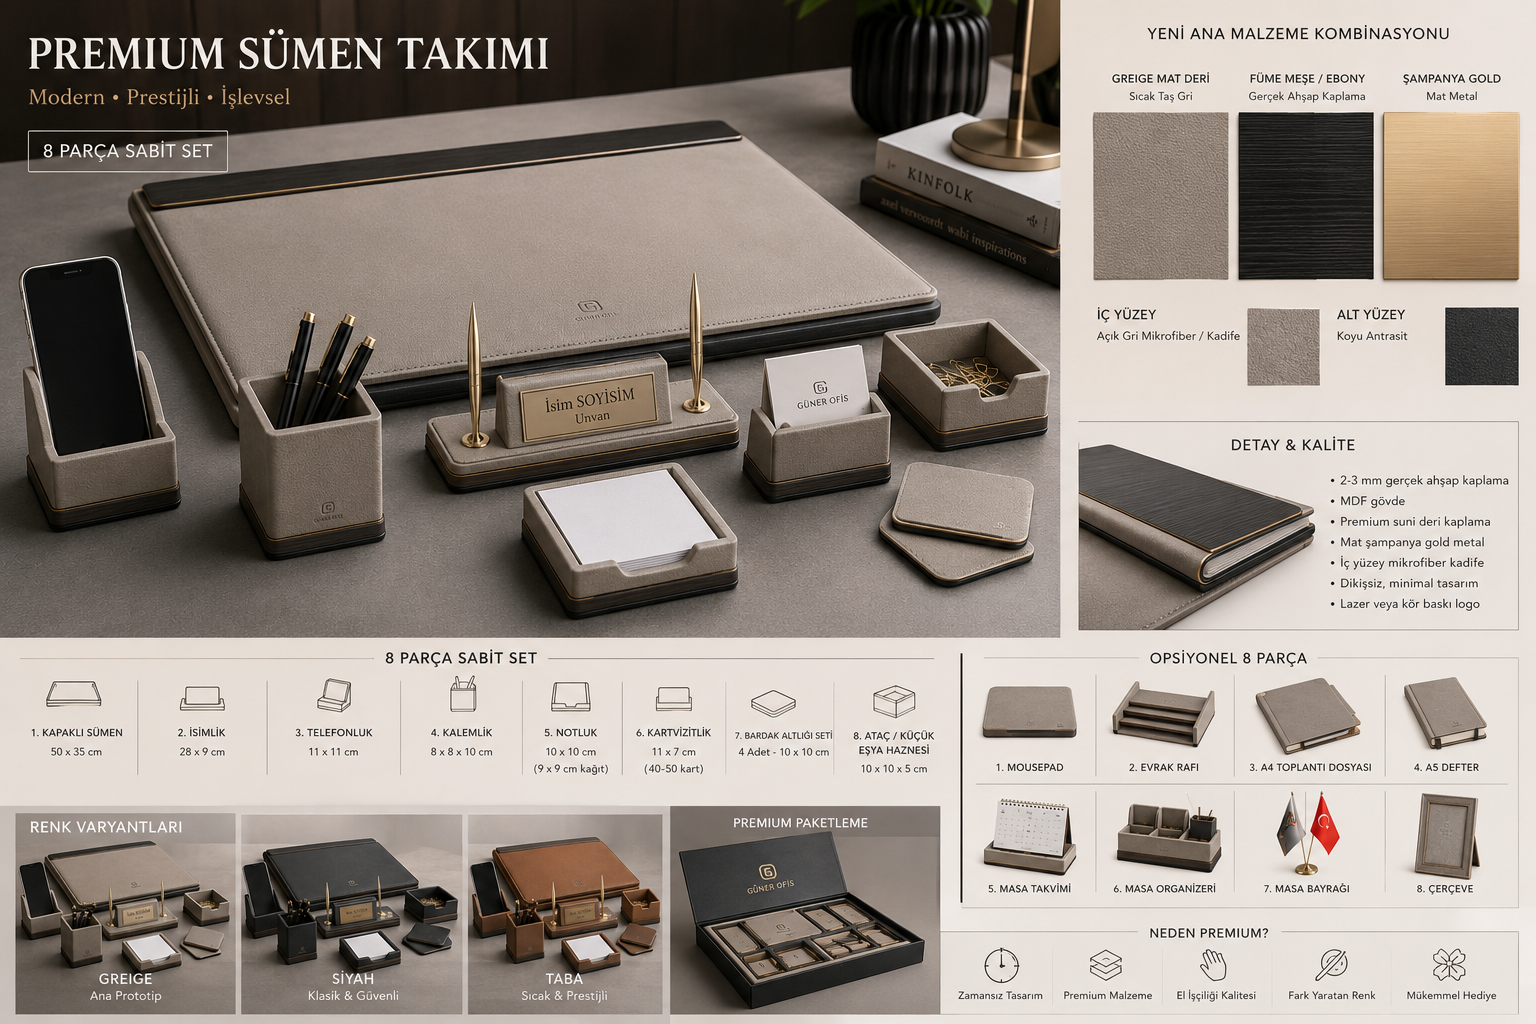 PREMIUM SÜMEN TAKIMI
Modern • Prestijli • İşlevsel
8 PARÇA SABİT SET
KINFOLK
axel vervoordt wabi inspirations
İsim SOYİSİM
Unvan
GÜNER OFİS
YENİ ANA MALZEME KOMBİNASYONU
GREIGE MAT DERİ
Sıcak Taş Gri
FÜME MEŞE / EBONY
Gerçek Ahşap Kaplama
ŞAMPANYA GOLD
Mat Metal
İÇ YÜZEY
Açık Gri Mikrofiber / Kadife
ALT YÜZEY
Koyu Antrasit
DETAY & KALİTE
• 2-3 mm gerçek ahşap kaplama
• MDF gövde
• Premium suni deri kaplama
• Mat şampanya gold metal
• İç yüzey mikrofiber kadife
• Dikişsiz, minimal tasarım
• Lazer veya kör baskı logo
8 PARÇA SABİT SET
1. KAPAKLI SÜMEN
50 x 35 cm
2. İSİMLİK
28 x 9 cm
3. TELEFONLUK
11 x 11 cm
4. KALEMLİK
8 x 8 x 10 cm
5. NOTLUK
10 x 10 cm
(9 x 9 cm kağıt)
6. KARTVİZİTLİK
11 x 7 cm
(40-50 kart)
7. BARDAK ALTLIĞI SETİ
4 Adet - 10 x 10 cm
8. ATAÇ / KÜÇÜK
EŞYA HAZNESİ
10 x 10 x 5 cm
OPSİYONEL 8 PARÇA
1. MOUSEPAD
2. EVRAK RAFI
3. A4 TOPLANTI DOSYASI
4. A5 DEFTER
5. MASA TAKVİMİ
6. MASA ORGANİZERİ
7. MASA BAYRAĞI
8. ÇERÇEVE
RENK VARYANTLARI
GREIGE
Ana Prototip
SİYAH
Klasik & Güvenli
TABA
Sıcak & Prestijli
PREMIUM PAKETLEME
GÜNER OFİS
NEDEN PREMIUM?
Zamansız Tasarım
Premium Malzeme
El İşçiliği Kalitesi
Fark Yaratan Renk
Mükemmel Hediye